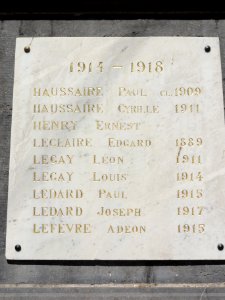 1914 - 1918
HAUSSAIRE PAUL CL.1909
HAUSSAIRE CYRILLE 1911
HENRY ERNEST
LECLAIRE EDGARD 1889
LEGAY LEON 1911
LEGAY LOUIS 1914
LEDARD PAUL 1915
LEDARD JOSEPH 1917
LEFEVRE ADEON 1915